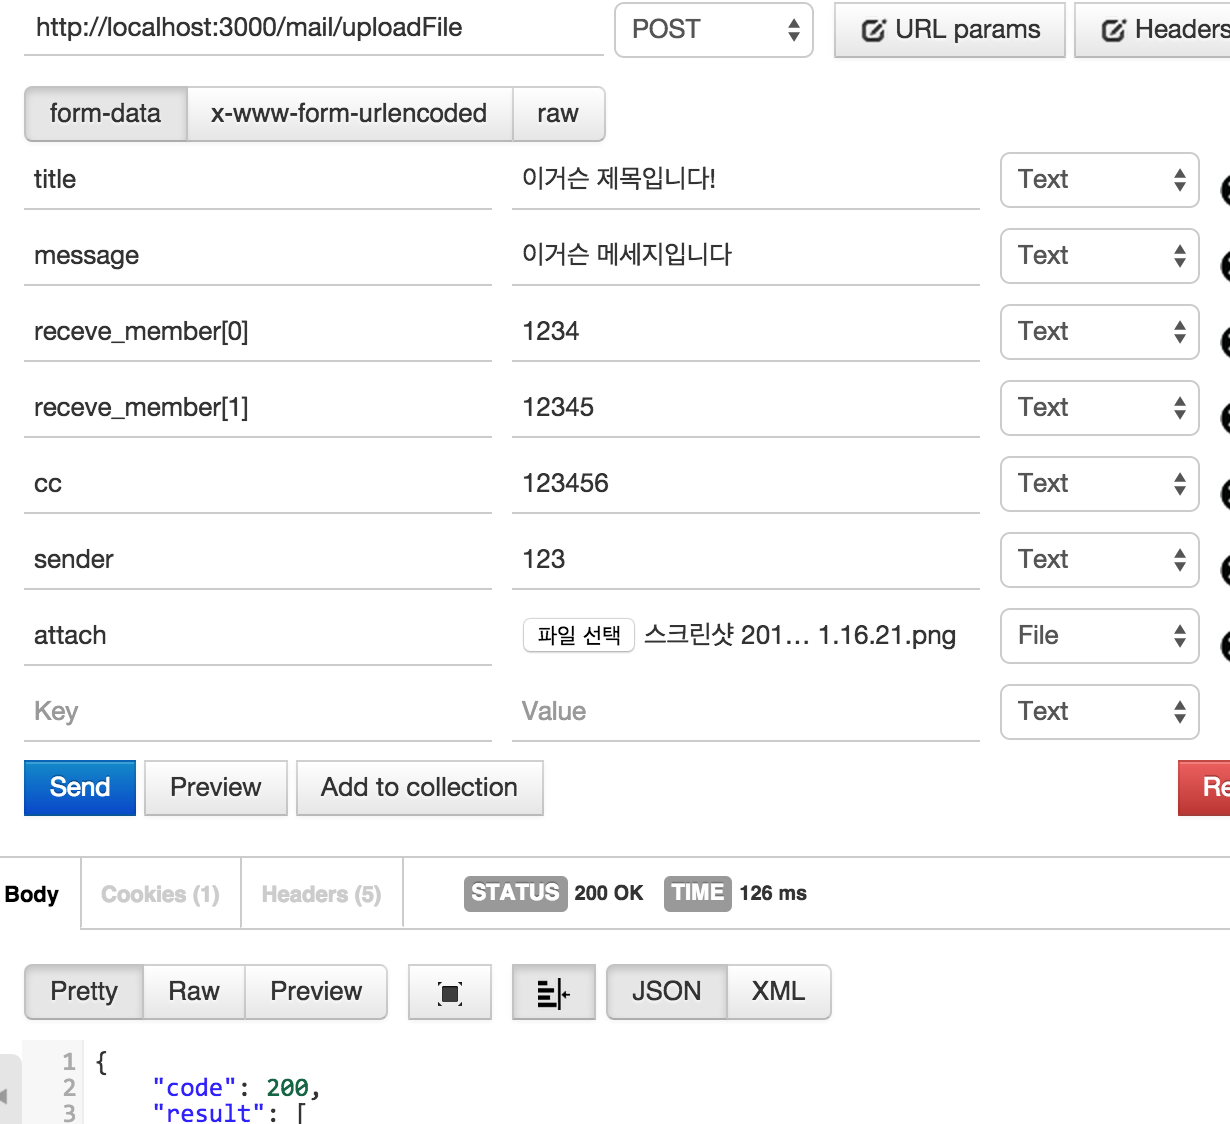 http://localhost:3000/mail/uploadFile POST URL params Headers
form-data x-www-form-urlencoded raw
title 이거슨 제목입니다! Text
message 이거슨 메세지입니다 Text
receve_member[0] 1234 Text
receve_member[1] 12345 Text
cc 123456 Text
sender 123 Text
attach 파일 선택 스크린샷 201... 1.16.21.png File
Key Value Text
Send Preview Add to collection Re
Body Cookies (1) Headers (5) STATUS 200 OK TIME 126 ms
Pretty Raw Preview JSON XML
1 {
2 "code": 200,
3 "result": [